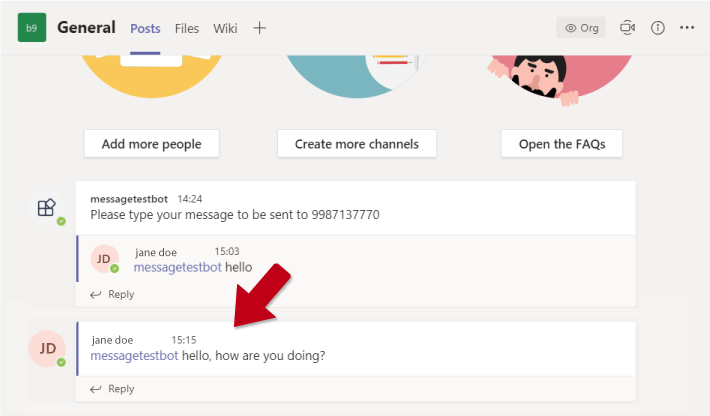 b9 General Posts Files Wiki Org
Add more people Create more channels Open the FAQs
messagetestbot 14:24
Please type your message to be sent to 9987137770
JD jane doe 15:03
messagetestbot hello
Reply
JD jane doe 15:15
messagetestbot hello, how are you doing?
Reply